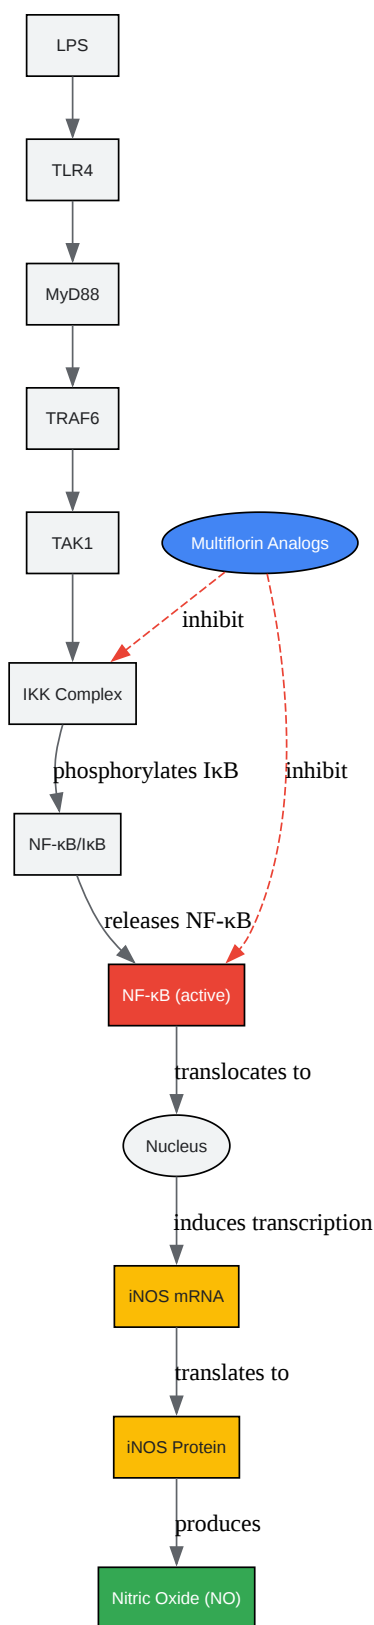 LPS
TLR4
MyD88
TRAF6
TAK1
Multiflorin Analogs
inhibit
IKK Complex
phosphorylates IκB
inhibit
NF-κB/IκB
releases NF-κB
NF-κB (active)
translocates to
Nucleus
induces transcription
iNOS mRNA
translates to
iNOS Protein
produces
Nitric Oxide (NO)